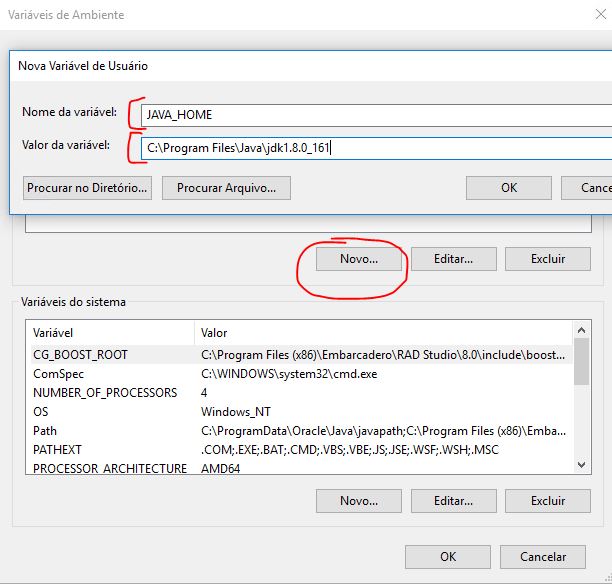 Variáveis de Ambiente
Nova Variável de Usuário
Nome da variável: JAVA_HOME
Valor da variável: C:\Program Files\Java\jdk1.8.0_161
Procurar no Diretório... Procurar Arquivo... OK Cance
Novo... Editar... Excluir
Variáveis do sistema
Variável Valor
CG_BOOST_ROOT C:\Program Files (x86)\Embarcadero\RAD Studio\8.0\include\boost...
ComSpec C:\WINDOWS\system32\cmd.exe
NUMBER_OF_PROCESSORS 4
OS Windows_NT
Path C:\ProgramData\Oracle\Java\javapath;C:\Program Files (x86)\Emba...
PATHEXT .COM;.EXE;.BAT;.CMD;.VBS;.VBE;.JS;.JSE;.WSF;.WSH;.MSC
PROCESSOR_ARCHITECTURE AMD64
Novo... Editar... Excluir
OK Cancelar